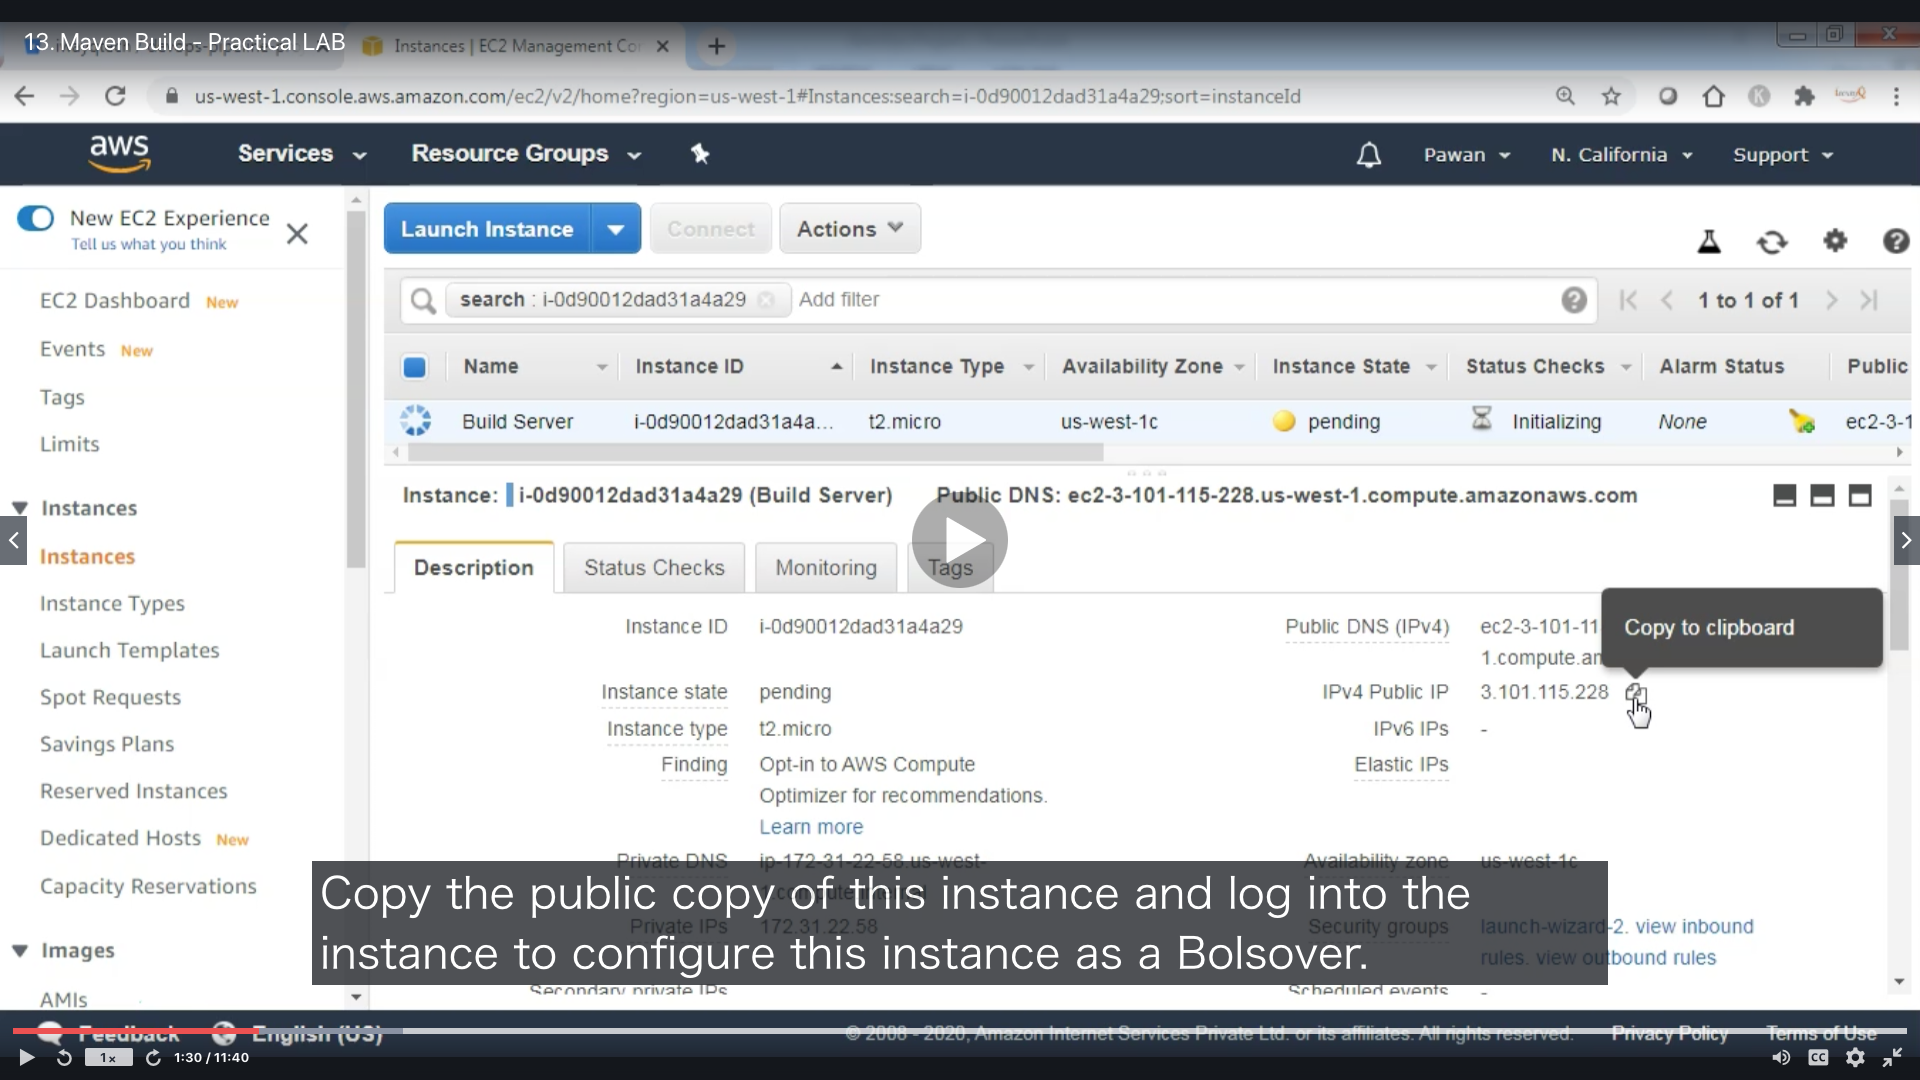 13. Maven Build - Practical LAB
Instances | EC2 Management Con
us-west-1.console.aws.amazon.com/ec2/v2/home?region=us-west-1#Instances:search=i-0d90012dad31a4a29;sort=instanceId
aws Services Resource Groups Pawan N. California Support
New EC2 Experience
Tell us what you think
EC2 Dashboard New
Events New
Tags
Limits
Instances
Instances
Instance Types
Launch Templates
Spot Requests
Savings Plans
Reserved Instances
Dedicated Hosts New
Capacity Reservations
Images
AMIs
Launch Instance Connect Actions
search : i-0d90012dad31a4a29 Add filter 1 to 1 of 1
Name Instance ID Instance Type Availability Zone Instance State Status Checks Alarm Status Public
Build Server i-0d90012dad31a4a... t2.micro us-west-1c pending Initializing None ec2-3-1
Instance: i-0d90012dad31a4a29 (Build Server) Public DNS: ec2-3-101-115-228.us-west-1.compute.amazonaws.com
Description Status Checks Monitoring Tags
Instance ID i-0d90012dad31a4a29 Public DNS (IPv4) ec2-3-101-11
1.compute.am
Copy to clipboard
Instance state pending IPv4 Public IP 3.101.115.228
Instance type t2.micro IPv6 IPs -
Finding Opt-in to AWS Compute Elastic IPs
Optimizer for recommendations.
Learn more
Private DNS ip-172-31-22-58.us-west- Availability zone us-west-1c
Private IPs 172.31.22.58 Security groups launch-wizard-2. view inbound
rules. view outbound rules
Secondary private IPs Scheduled events -
Copy the public copy of this instance and log into the
instance to configure this instance as a Bolsover.
Feedback English (US) © 2008 - 2020, Amazon Internet Services Private Ltd. or its affiliates. All rights reserved. Privacy Policy Terms of Use
1x 1:30 / 11:40 CC